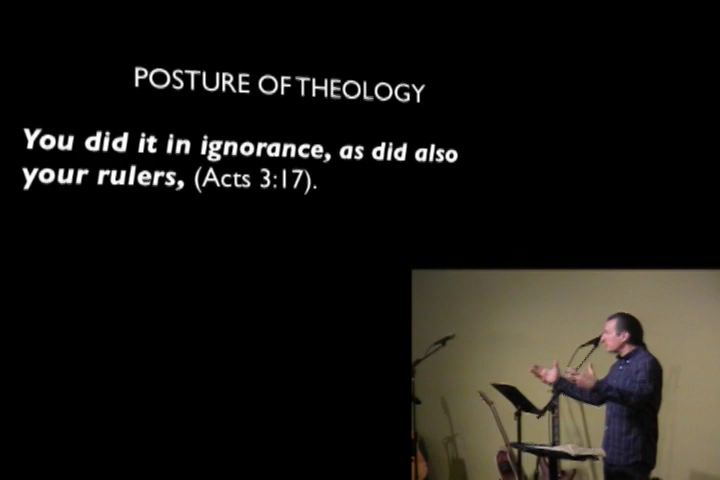 POSTURE OF THEOLOGY
You did it in ignorance, as did also
your rulers, (Acts 3:17).